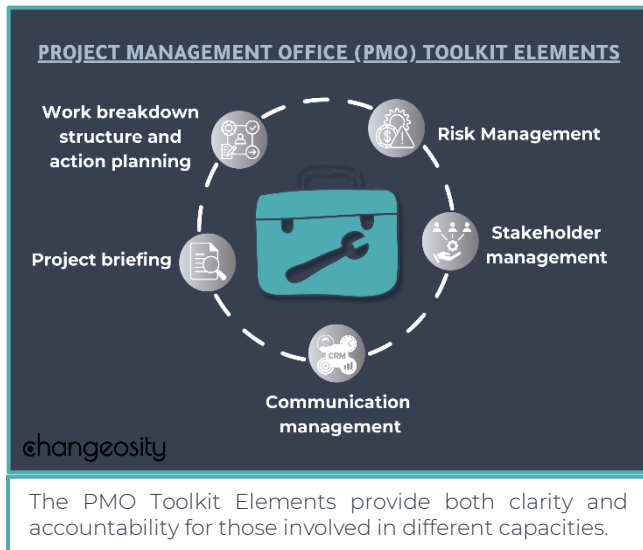 PROJECT MANAGEMENT OFFICE (PMO) TOOLKIT ELEMENTS
Work breakdown
structure and
action planning
Risk Management
Project briefing
Stakeholder
management
CRM
Communication
management
changeosity
The PMO Toolkit Elements provide both clarity and
accountability for those involved in different capacities.